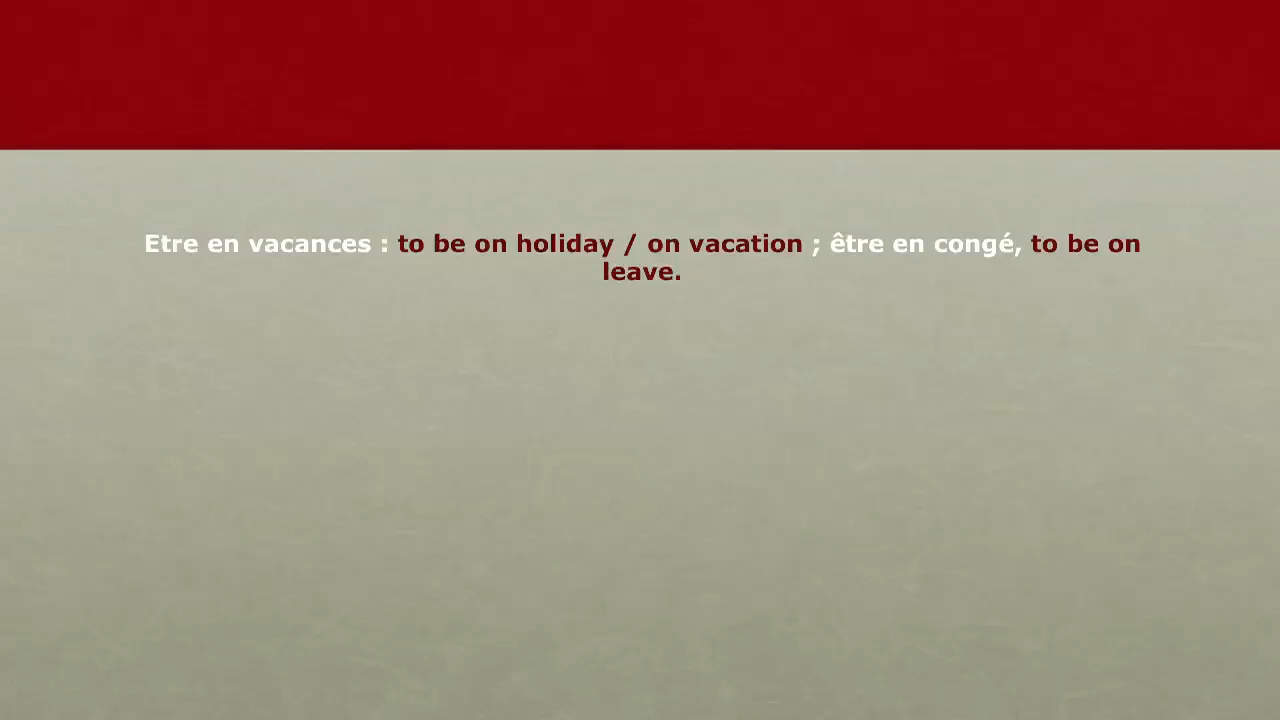 Etre en vacances : to be on holiday / on vacation ; être en congé, to be on
leave.